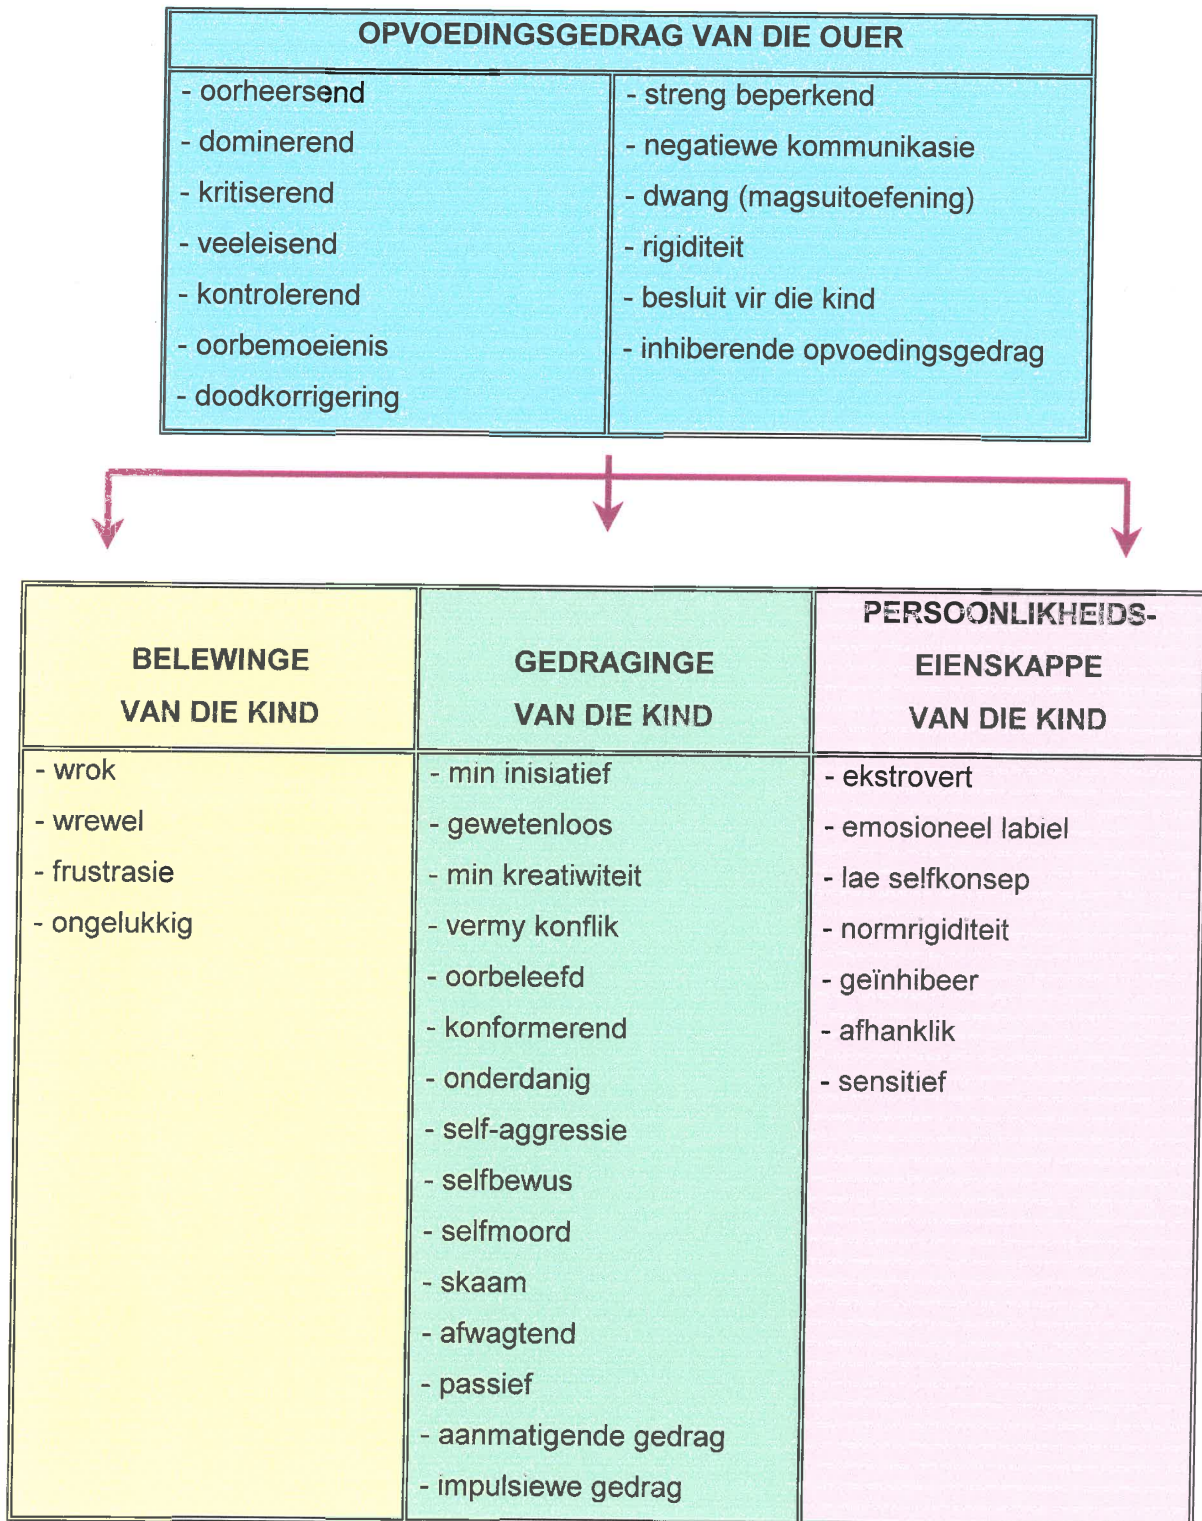 OPVOEDINGSGEDRAG VAN DIE OUER
- oorheersend
- dominerend
- kritiserend
- veeleisend
- kontrolerend
- oorbemoeienis
- doodkorrigering
- streng beperkend
- negatiewe kommunikasie
- dwang (magsuitoefening)
- rigiditeit
- besluit vir die kind
- inhiberende opvoedingsgedrag
BELEWINGE
VAN DIE KIND
- wrok
- wrewel
- frustrasie
- ongelukkig
GEDRAGINGE
VAN DIE KIND
- min inisiatief
- gewetenloos
- min kreatiwiteit
- vermy konflik
- oorbeleefd
- konformerend
- onderdanig
- self-aggressie
- selfbewus
- selfmoord
- skaam
- afwagtend
- passief
- aanmatigende gedrag
- impulsiewe gedrag
PERSOONLIKHEIDS-
EIENSKAPPE
VAN DIE KIND
- ekstrovert
- emosioneel labiel
- lae selfkonsep
- normrigiditeit
- geïnhibeer
- afhanklik
- sensitief